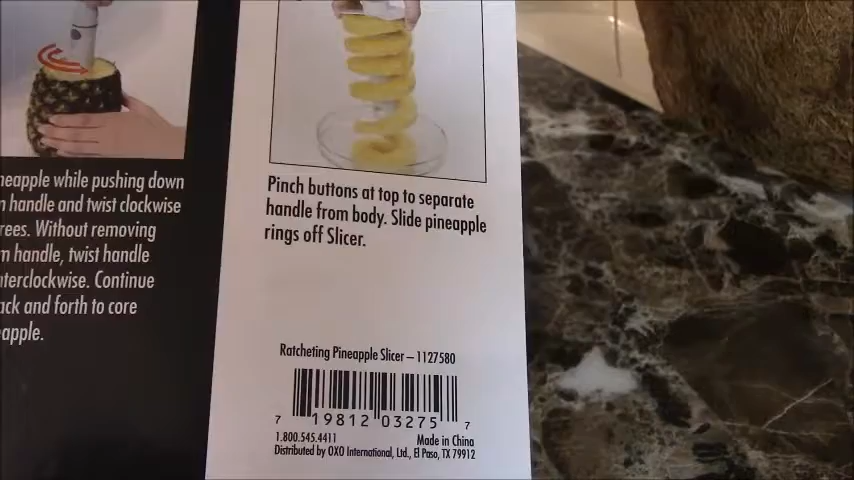 neapple while pushing down
n handle and twist clockwise
rees. Without removing
m handle, twist handle
nterclockwise. Continue
ack and forth to core
eapple.
Pinch buttons at top to separate
handle from body. Slide pineapple
rings off Slicer.
Ratcheting Pineapple Slicer – 1127580
7 19812 03275 7
1.800.545.4411 Made in China
Distributed by OXO International, Ltd., El Paso, TX 79912